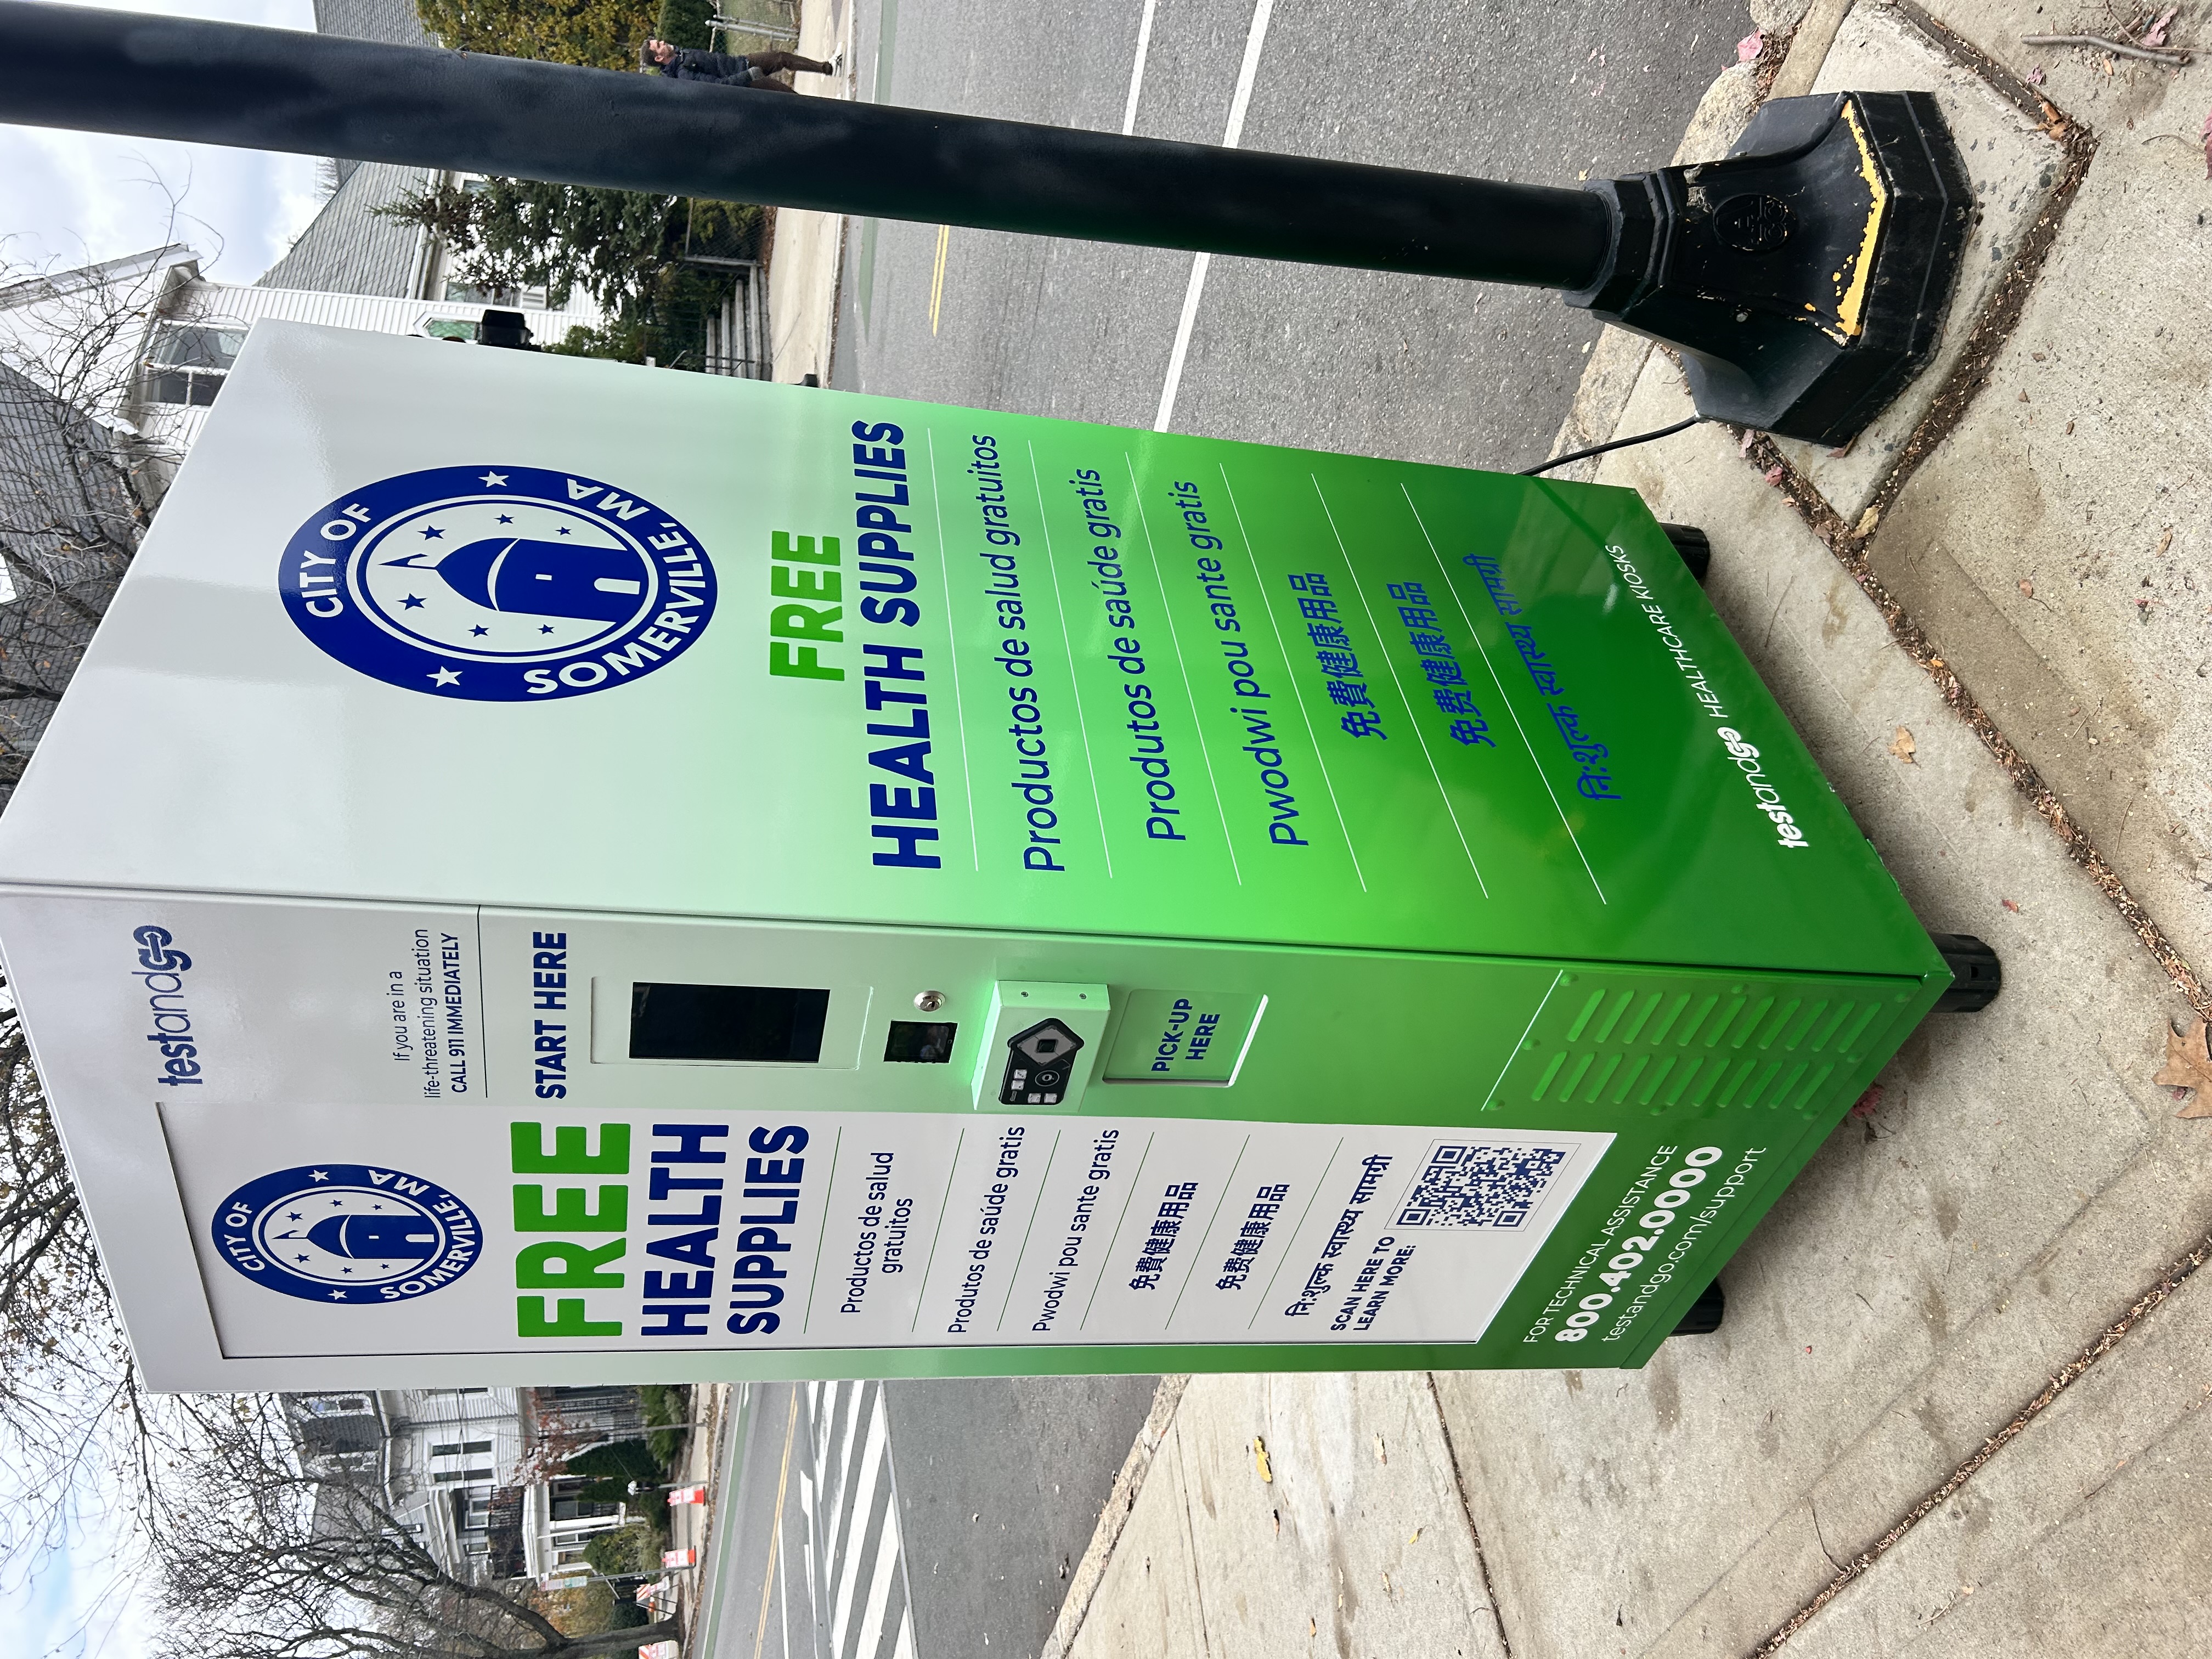 testandgo
If you are in a
life-threatening situation
CALL 911 IMMEDIATELY
START HERE
PICK-UP
HERE
CITY OF
SOMERVILLE, MA
FREE
HEALTH
SUPPLIES
Productos de salud
gratuitos
Produtos de saúde gratis
Pwodwi pou sante gratis
免費健康用品
免费健康用品
नि:शुल्क स्वास्थ्य सामग्री
SCAN HERE TO
LEARN MORE:
FOR TECHNICAL ASSISTANCE
800.402.0000
testandgo.com/support
CITY OF
SOMERVILLE, MA
FREE
HEALTH SUPPLIES
Productos de salud gratuitos
Produtos de saúde gratis
Pwodwi pou sante gratis
免費健康用品
免费健康用品
नि:शुल्क स्वास्थ्य सामग्री
testandgo HEALTHCARE KIOSKS